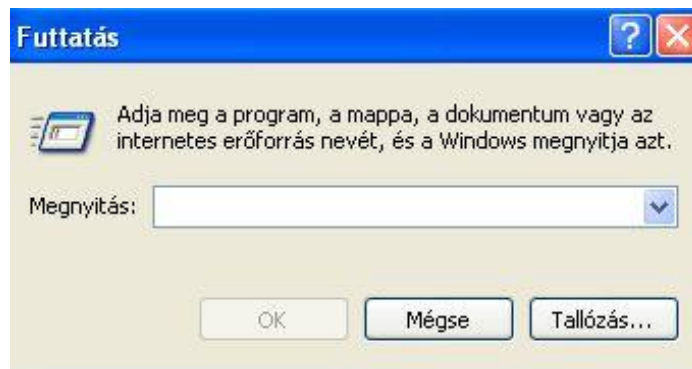 Futtatás
Adja meg a program, a mappa, a dokumentum vagy az
internetes erőforrás nevét, és a Windows megnyitja azt.
Megnyitás:
OK
Mégse
Tallózás...